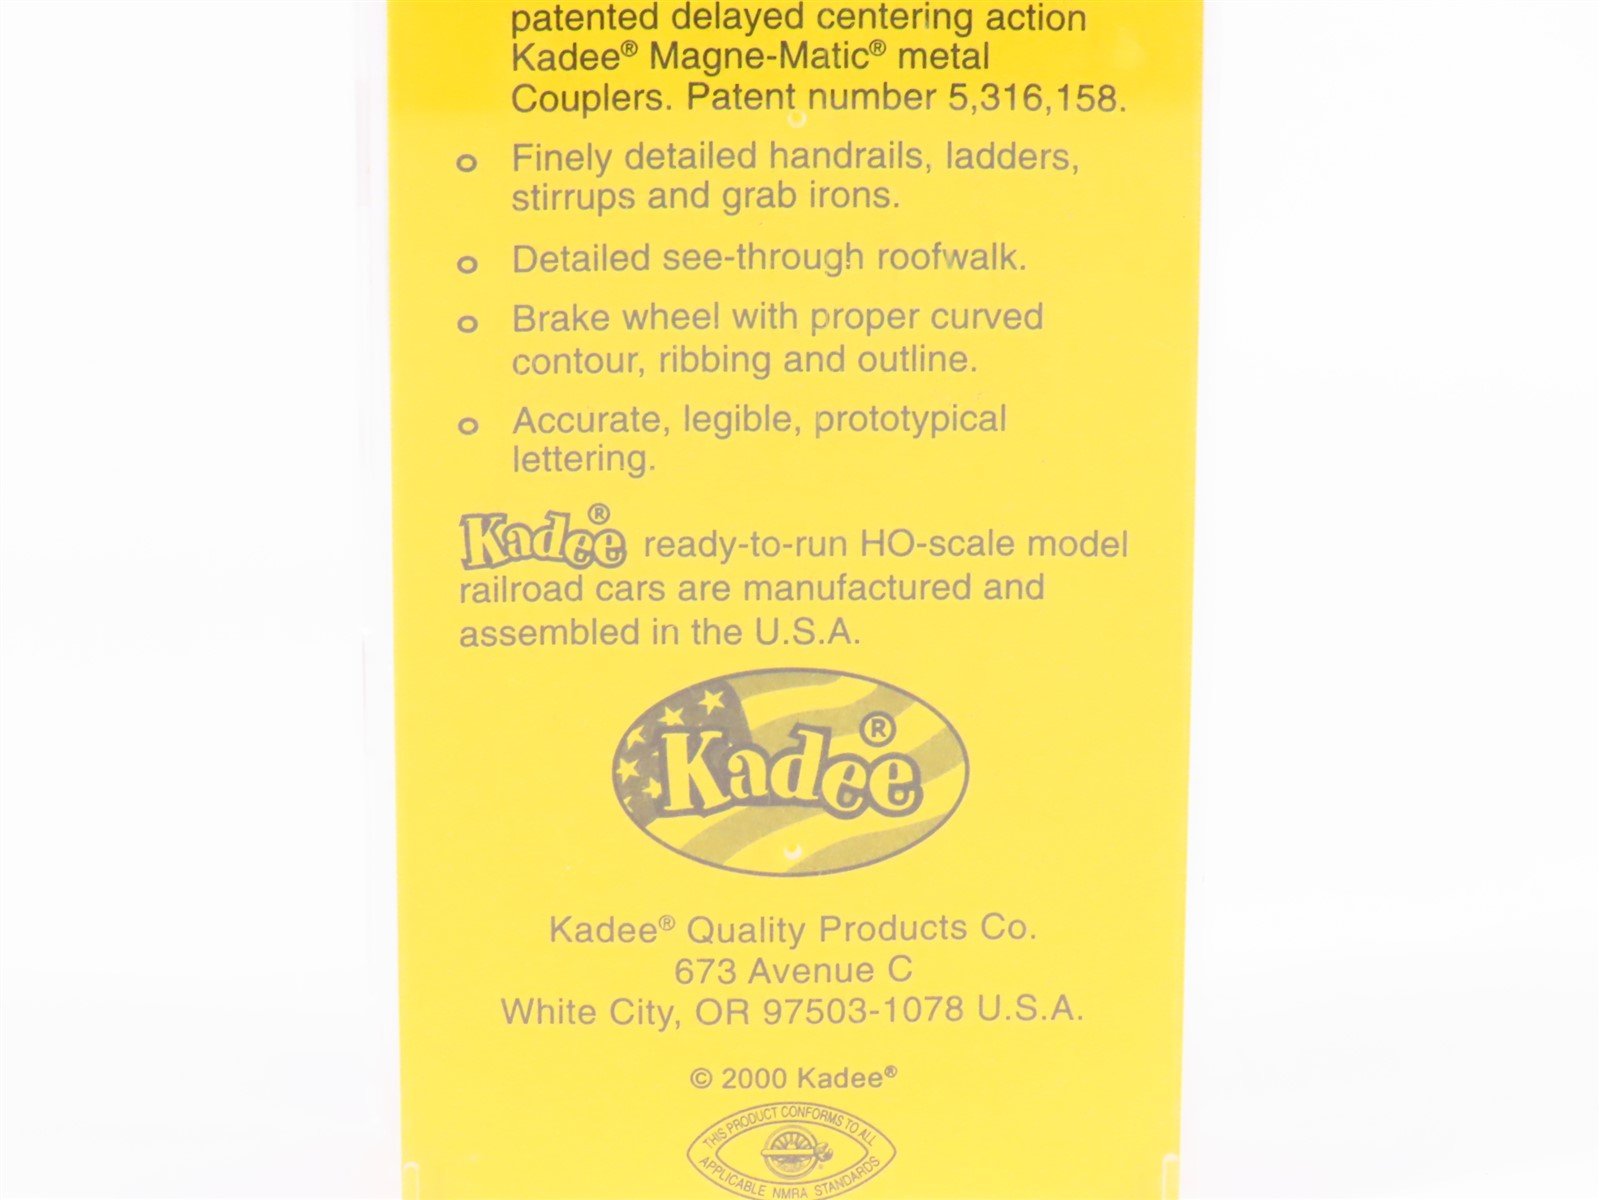 patented delayed centering action
Kadee® Magne-Matic® metal
Couplers. Patent number 5,316,158.
o Finely detailed handrails, ladders,
stirrups and grab irons.
o Detailed see-through roofwalk.
o Brake wheel with proper curved
contour, ribbing and outline.
o Accurate, legible, prototypical
lettering.
Kadee® ready-to-run HO-scale model
railroad cars are manufactured and
assembled in the U.S.A.
Kadee®
Kadee® Quality Products Co.
673 Avenue C
White City, OR 97503-1078 U.S.A.
© 2000 Kadee®
THIS PRODUCT CONFORMS TO ALL
APPLICABLE NMRA STANDARDS